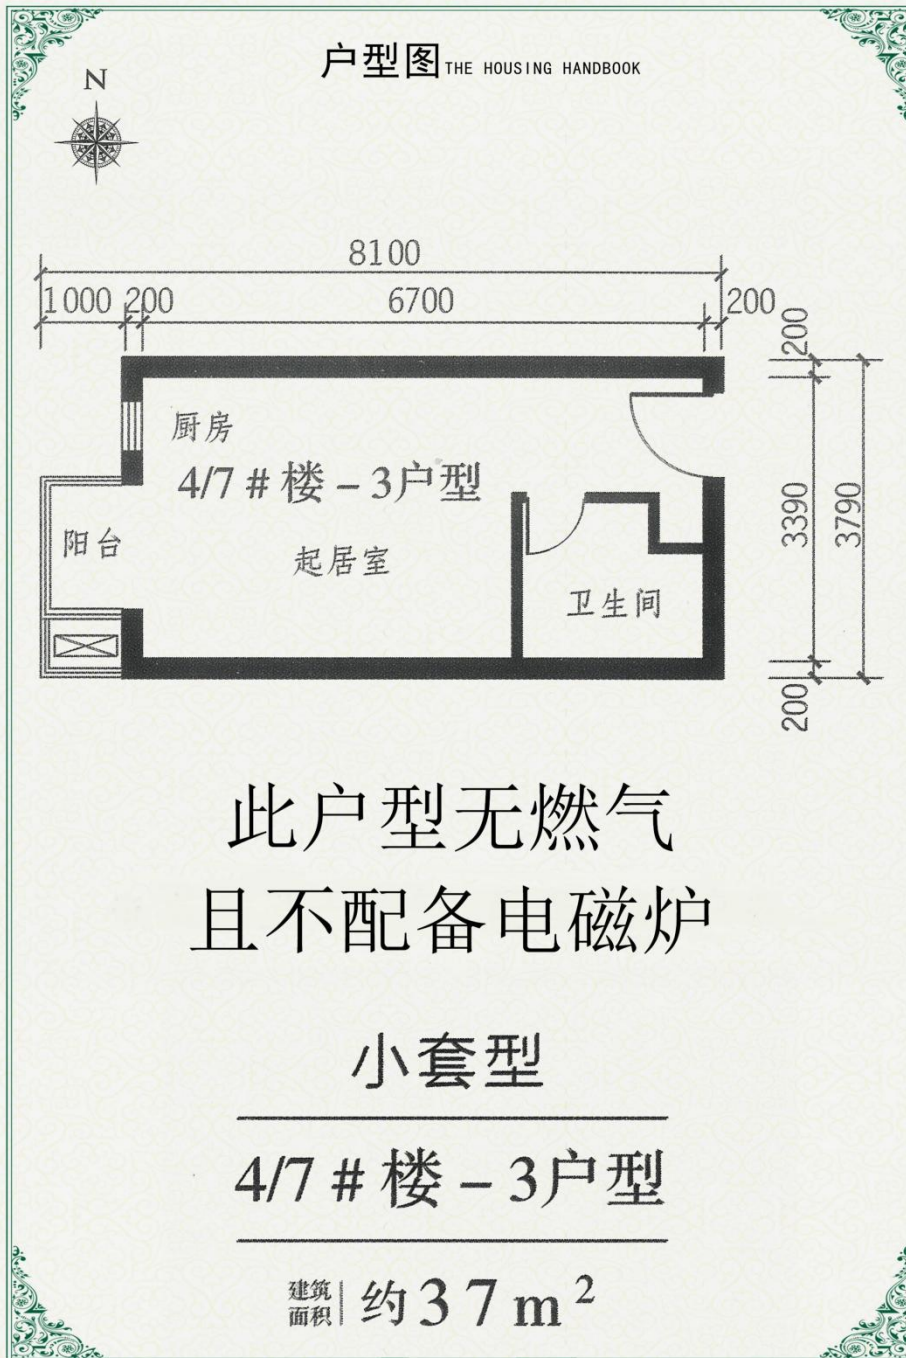 户型图 THE HOUSING HANDBOOK
N
8100
1000 200 6700 200
200
厨房
4/7 # 楼 – 3户型
3390
3790
阳台
起居室
卫生间
200
此户型无燃气
且不配备电磁炉
小套型
4/7 # 楼 – 3户型
建筑面积 约37m²